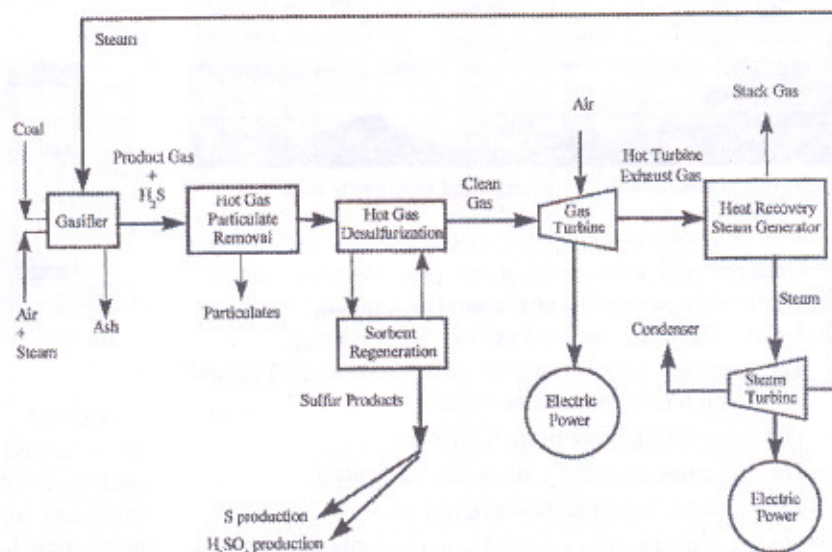 Steam
Coal
Air
Stack Gas
Product Gas
+
H₂S
Hot Turbine
Exhaust Gas
Clean
Gas
Gasifier
Hot Gas
Particulate
Removal
Hot Gas
Desulfurization
Gas
Turbine
Heat Recovery
Steam Generator
Air
+
Steam
Ash
Particulates
Sorbent
Regeneration
Steam
Condenser
Steam
Turbine
Sulfur Products
Electric
Power
S production
H₂SO₄ production
Electric
Power